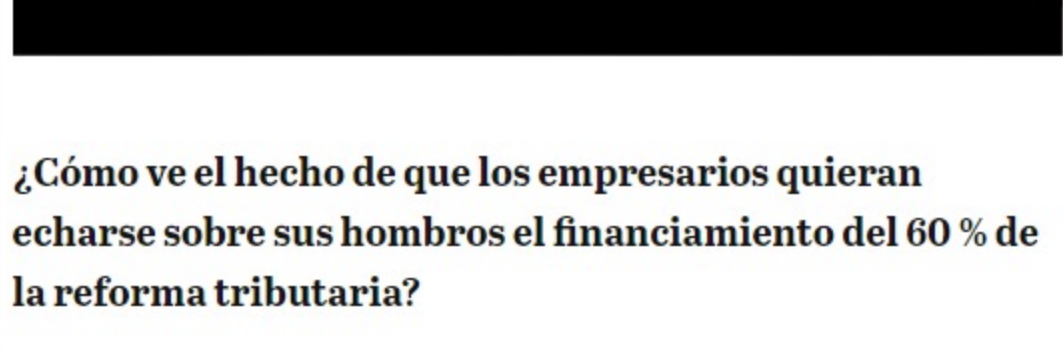 ¿Cómo ve el hecho de que los empresarios quieran
echarse sobre sus hombros el financiamiento del 60 % de
la reforma tributaria?